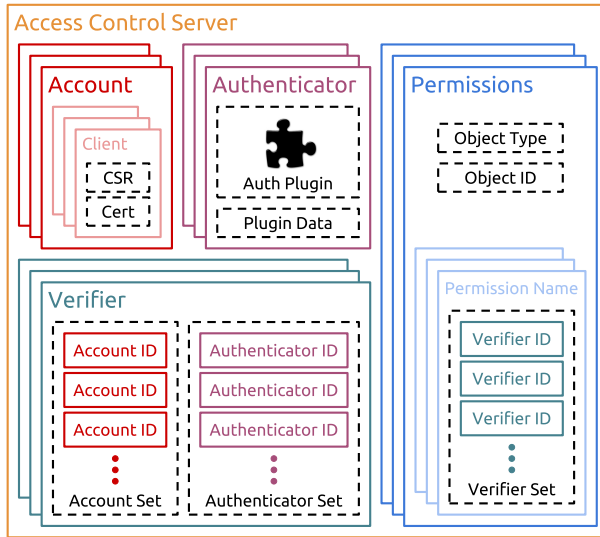 Access Control Server
Account
Client
CSR
Cert
Authenticator
Auth Plugin
Plugin Data
Permissions
Object Type
Object ID
Permission Name
Verifier ID
Verifier ID
Verifier ID
Verifier Set
Verifier
Account ID
Account ID
Account ID
Account Set
Authenticator ID
Authenticator ID
Authenticator ID
Authenticator Set